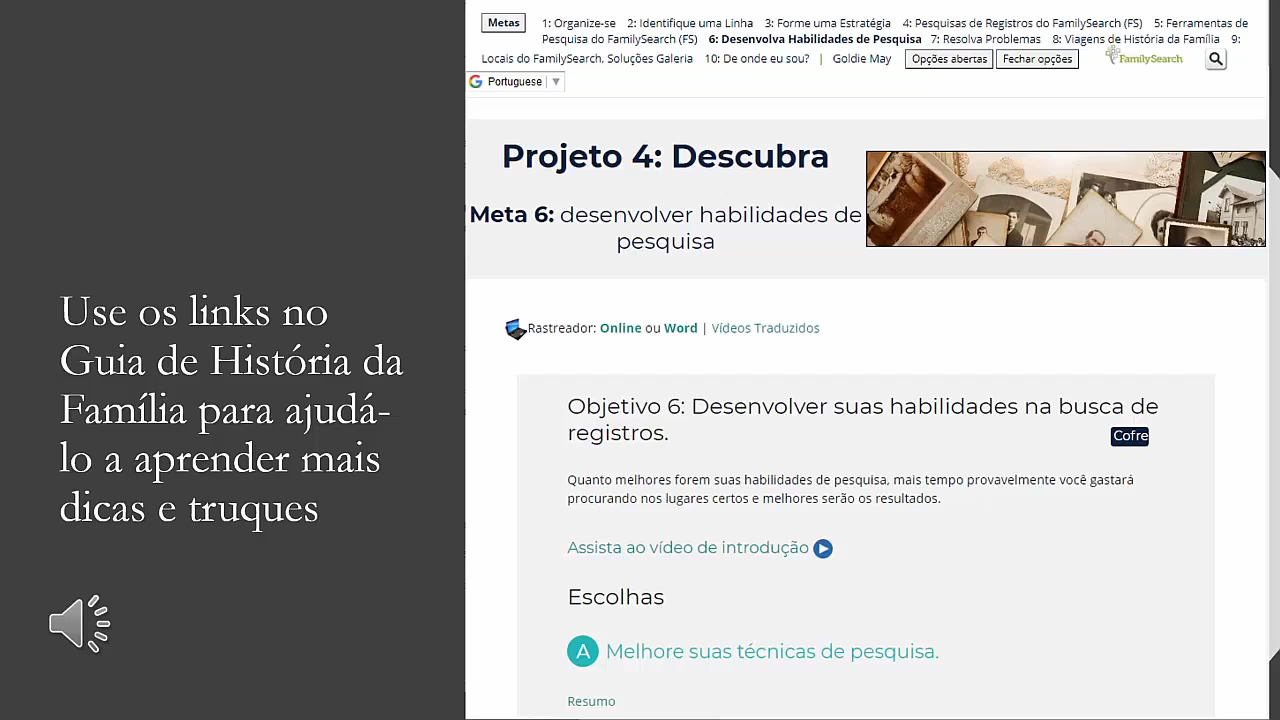 Use os links no
Guia de História da
Família para ajudá-
lo a aprender mais
dicas e truques
Metas 1: Organize-se 2: Identifique uma Linha 3: Forme uma Estratégia 4: Pesquisas de Registros do FamilySearch (FS) 5: Ferramentas de
Pesquisa do FamilySearch (FS) 6: Desenvolva Habilidades de Pesquisa 7: Resolva Problemas 8: Viagens de História da Família 9:
Locais do FamilySearch, Soluções Galeria 10: De onde eu sou? | Goldie May Opções abertas Fechar opções FamilySearch
G Portuguese ▼
Projeto 4: Descubra
Meta 6: desenvolver habilidades de
pesquisa
Rastreador: Online ou Word | Vídeos Traduzidos
Objetivo 6: Desenvolver suas habilidades na busca de
registros.
Cofre
Quanto melhores forem suas habilidades de pesquisa, mais tempo provavelmente você gastará
procurando nos lugares certos e melhores serão os resultados.
Assista ao vídeo de introdução
Escolhas
A Melhore suas técnicas de pesquisa.
Resumo